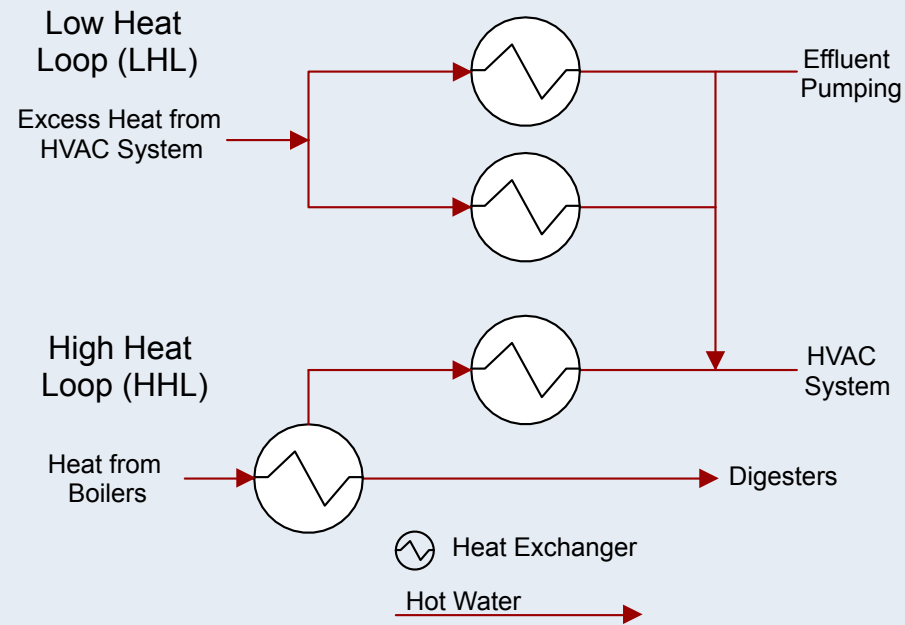 Low Heat
Loop (LHL)
Effluent
Pumping
Excess Heat from
HVAC System
High Heat
Loop (HHL)
HVAC
System
Heat from
Boilers
Digesters
Heat Exchanger
Hot Water